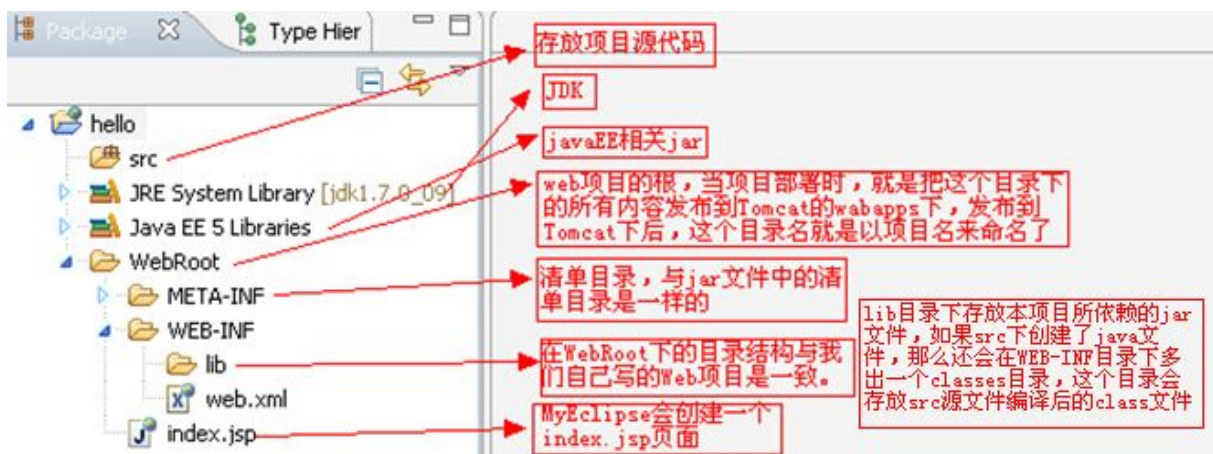 Package
Type Hier
hello
src
JRE System Library [jdk1.7.0_09]
Java EE 5 Libraries
WebRoot
META-INF
WEB-INF
lib
web.xml
index.jsp
存放项目源代码
JDK
javaEE相关jar
web项目的根，当项目部署时，就是把这个目录下
的所有内容发布到Tomcat的wabapps下，发布到
Tomcat下后，这个目录名就是以项目名来命名了
清单目录，与jar文件中的清
单目录是一样的
在WebRoot下的目录结构与我
们自己写的Web项目是一致。
MyEclipse会创建一个
index.jsp页面
lib目录下存放本项目所依赖的jar
文件，如果src下创建了java文
件，那么还会在WEB-INF目录下多
出一个classes目录，这个目录会
存放src源文件编译后的class文件